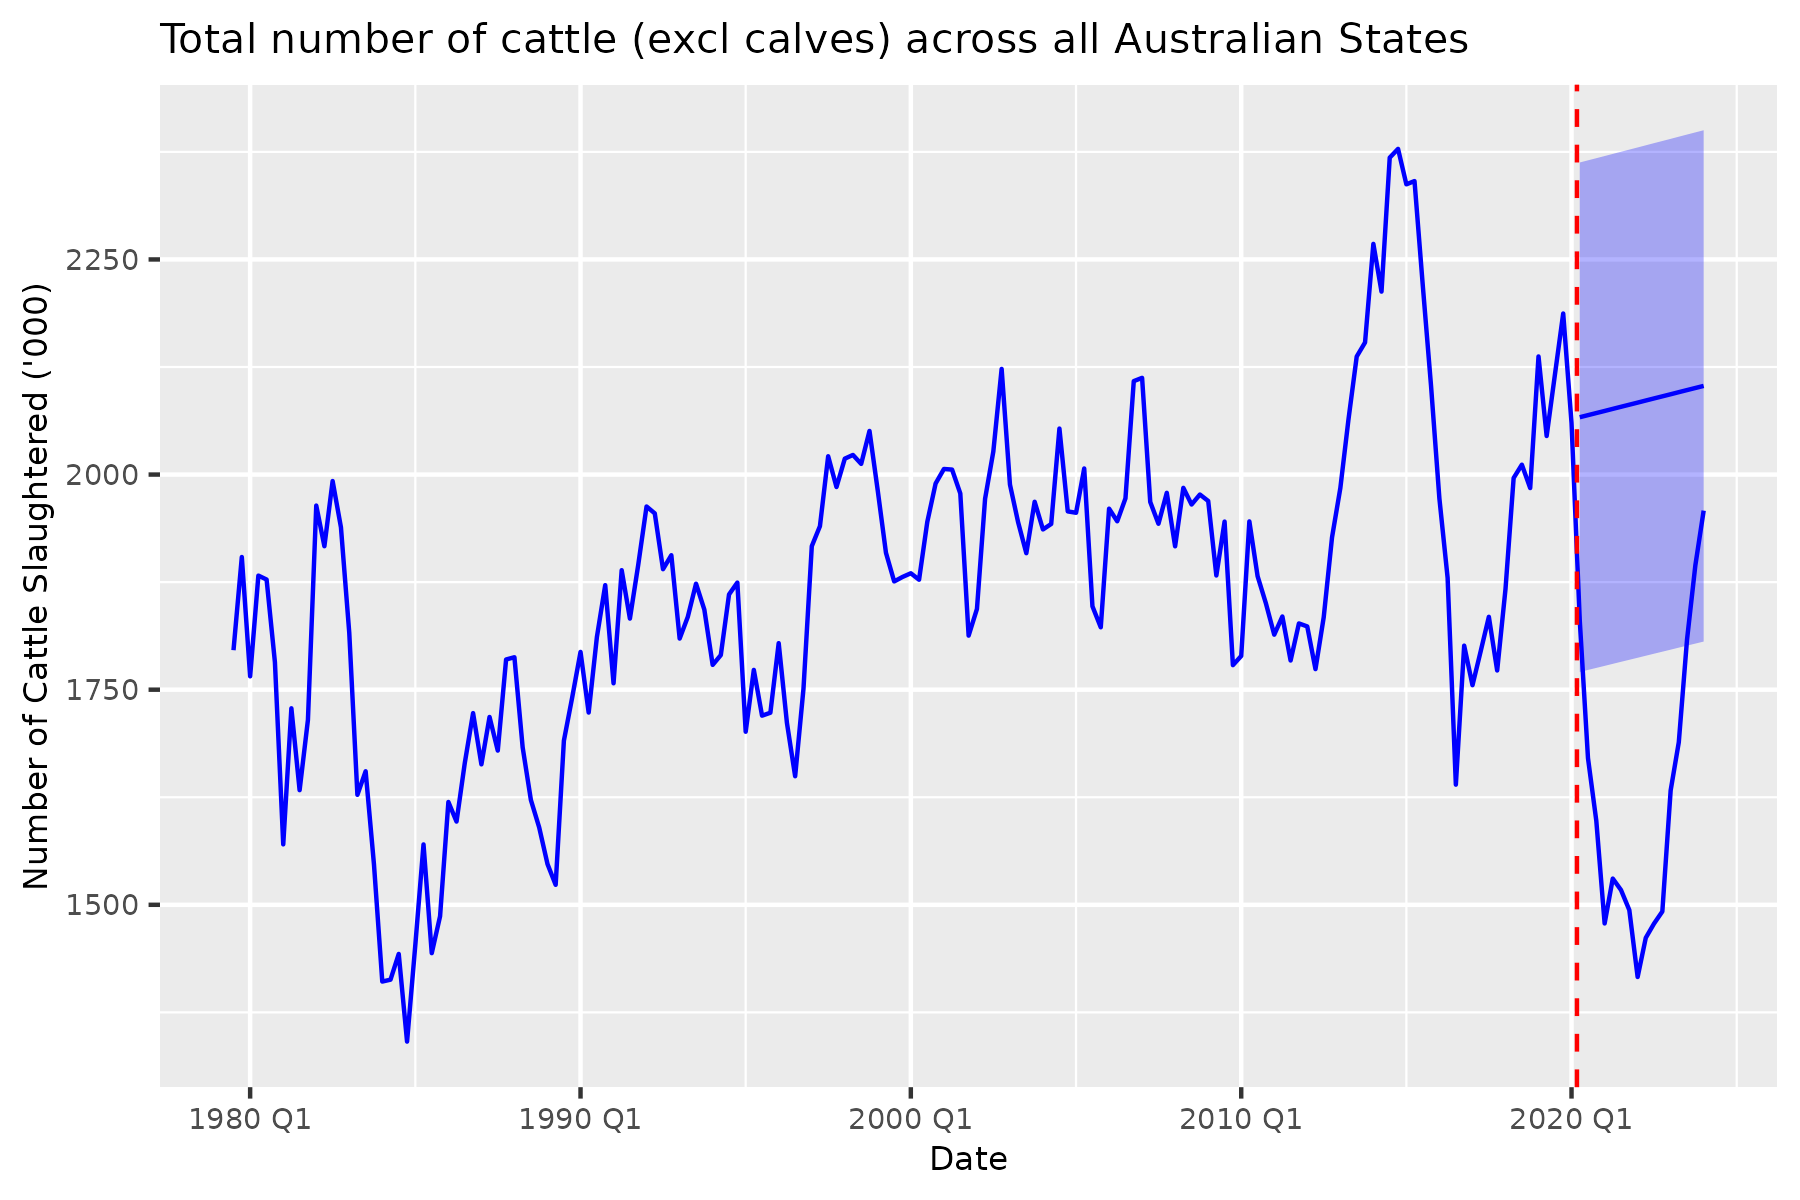 Total number of cattle (excl calves) across all Australian States
Number of Cattle Slaughtered ('000)
2250
2000
1750
1500
1980 Q1
1990 Q1
2000 Q1
2010 Q1
2020 Q1
Date